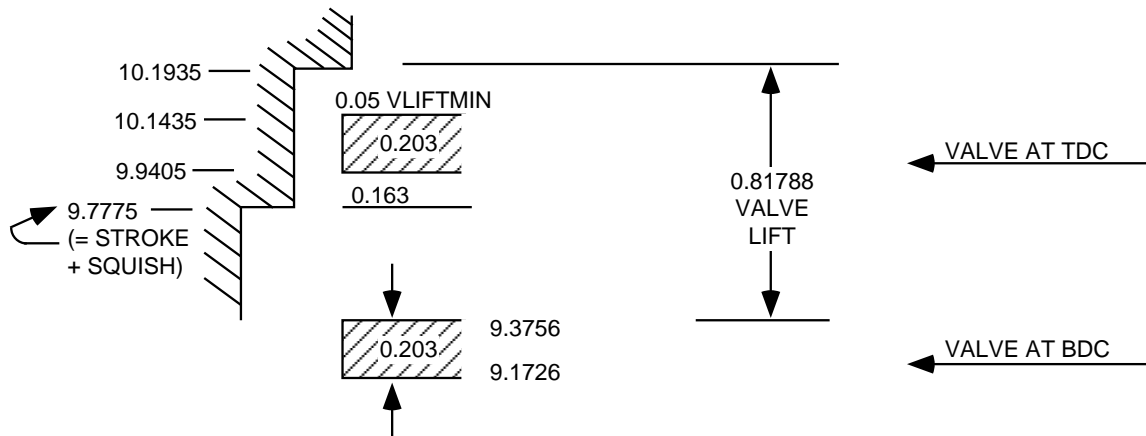 10.1935
0.05 VLIFTMIN
10.1435
0.203
VALVE AT TDC
9.9405
0.163
0.81788
VALVE
LIFT
9.7775
(= STROKE
+ SQUISH)
9.3756
0.203
9.1726
VALVE AT BDC